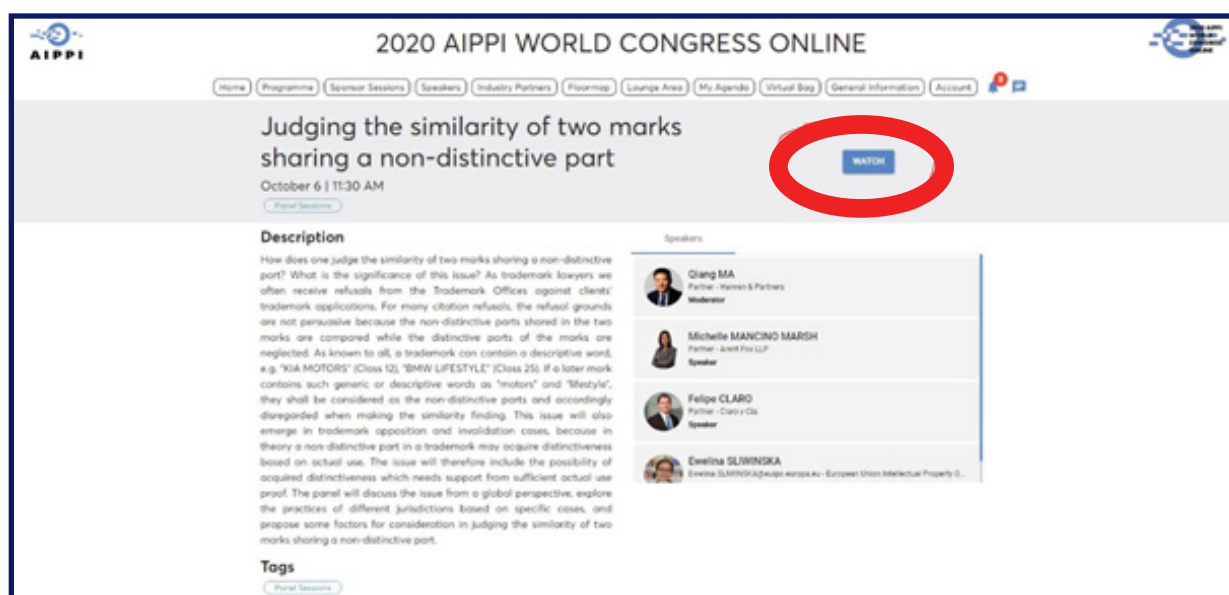 AIPPI
2020 AIPPI WORLD CONGRESS ONLINE
Home Programme Sponsor Sessions Speakers Industry Partners Floormap Lounge Area My Agenda Virtual Bag General Information Account
Judging the similarity of two marks
sharing a non-distinctive part
WATCH
October 6 | 11:30 AM
Panel Sessions
Description
How does one judge the similarity of two marks sharing a non-distinctive
part? What is the significance of this issue? As trademark lawyers we
often receive refusals from the Trademark Offices against clients'
trademark applications. For many citation refusals, the refusal grounds
are not persuasive because the non-distinctive parts shared in the two
marks are compared while the distinctive parts of the marks are
neglected. As known to all, a trademark can contain a descriptive word,
e.g. "KIA MOTORS" (Class 12), "BMW LIFESTYLE" (Class 25). If a later mark
contains such generic or descriptive words as "motors" and "lifestyle",
they shall be considered as the non-distinctive parts and accordingly
disregarded when making the similarity finding. This issue will also
emerge in trademark opposition and invalidation cases, because in
theory a non-distinctive part in a trademark may acquire distinctiveness
based on actual use. The issue will therefore include the possibility of
acquired distinctiveness which needs support from sufficient actual use
proof. The panel will discuss the issue from a global perspective, explore
the practices of different jurisdictions based on specific cases, and
propose some factors for consideration in judging the similarity of two
marks sharing a non-distinctive part.
Tags
Panel Sessions
Speakers
Qiang MA
Partner - & Partners
Moderator
Michelle MANCINO MARSH
Partner - Arent Fox LLP
Speaker
Felipe CLARO
Partner - Claro y Cia.
Speaker
Ewelina SLIWINSKA
Ewelina.SLIWINSKA@euipo.europa.eu - European Union Intellectual Property O...